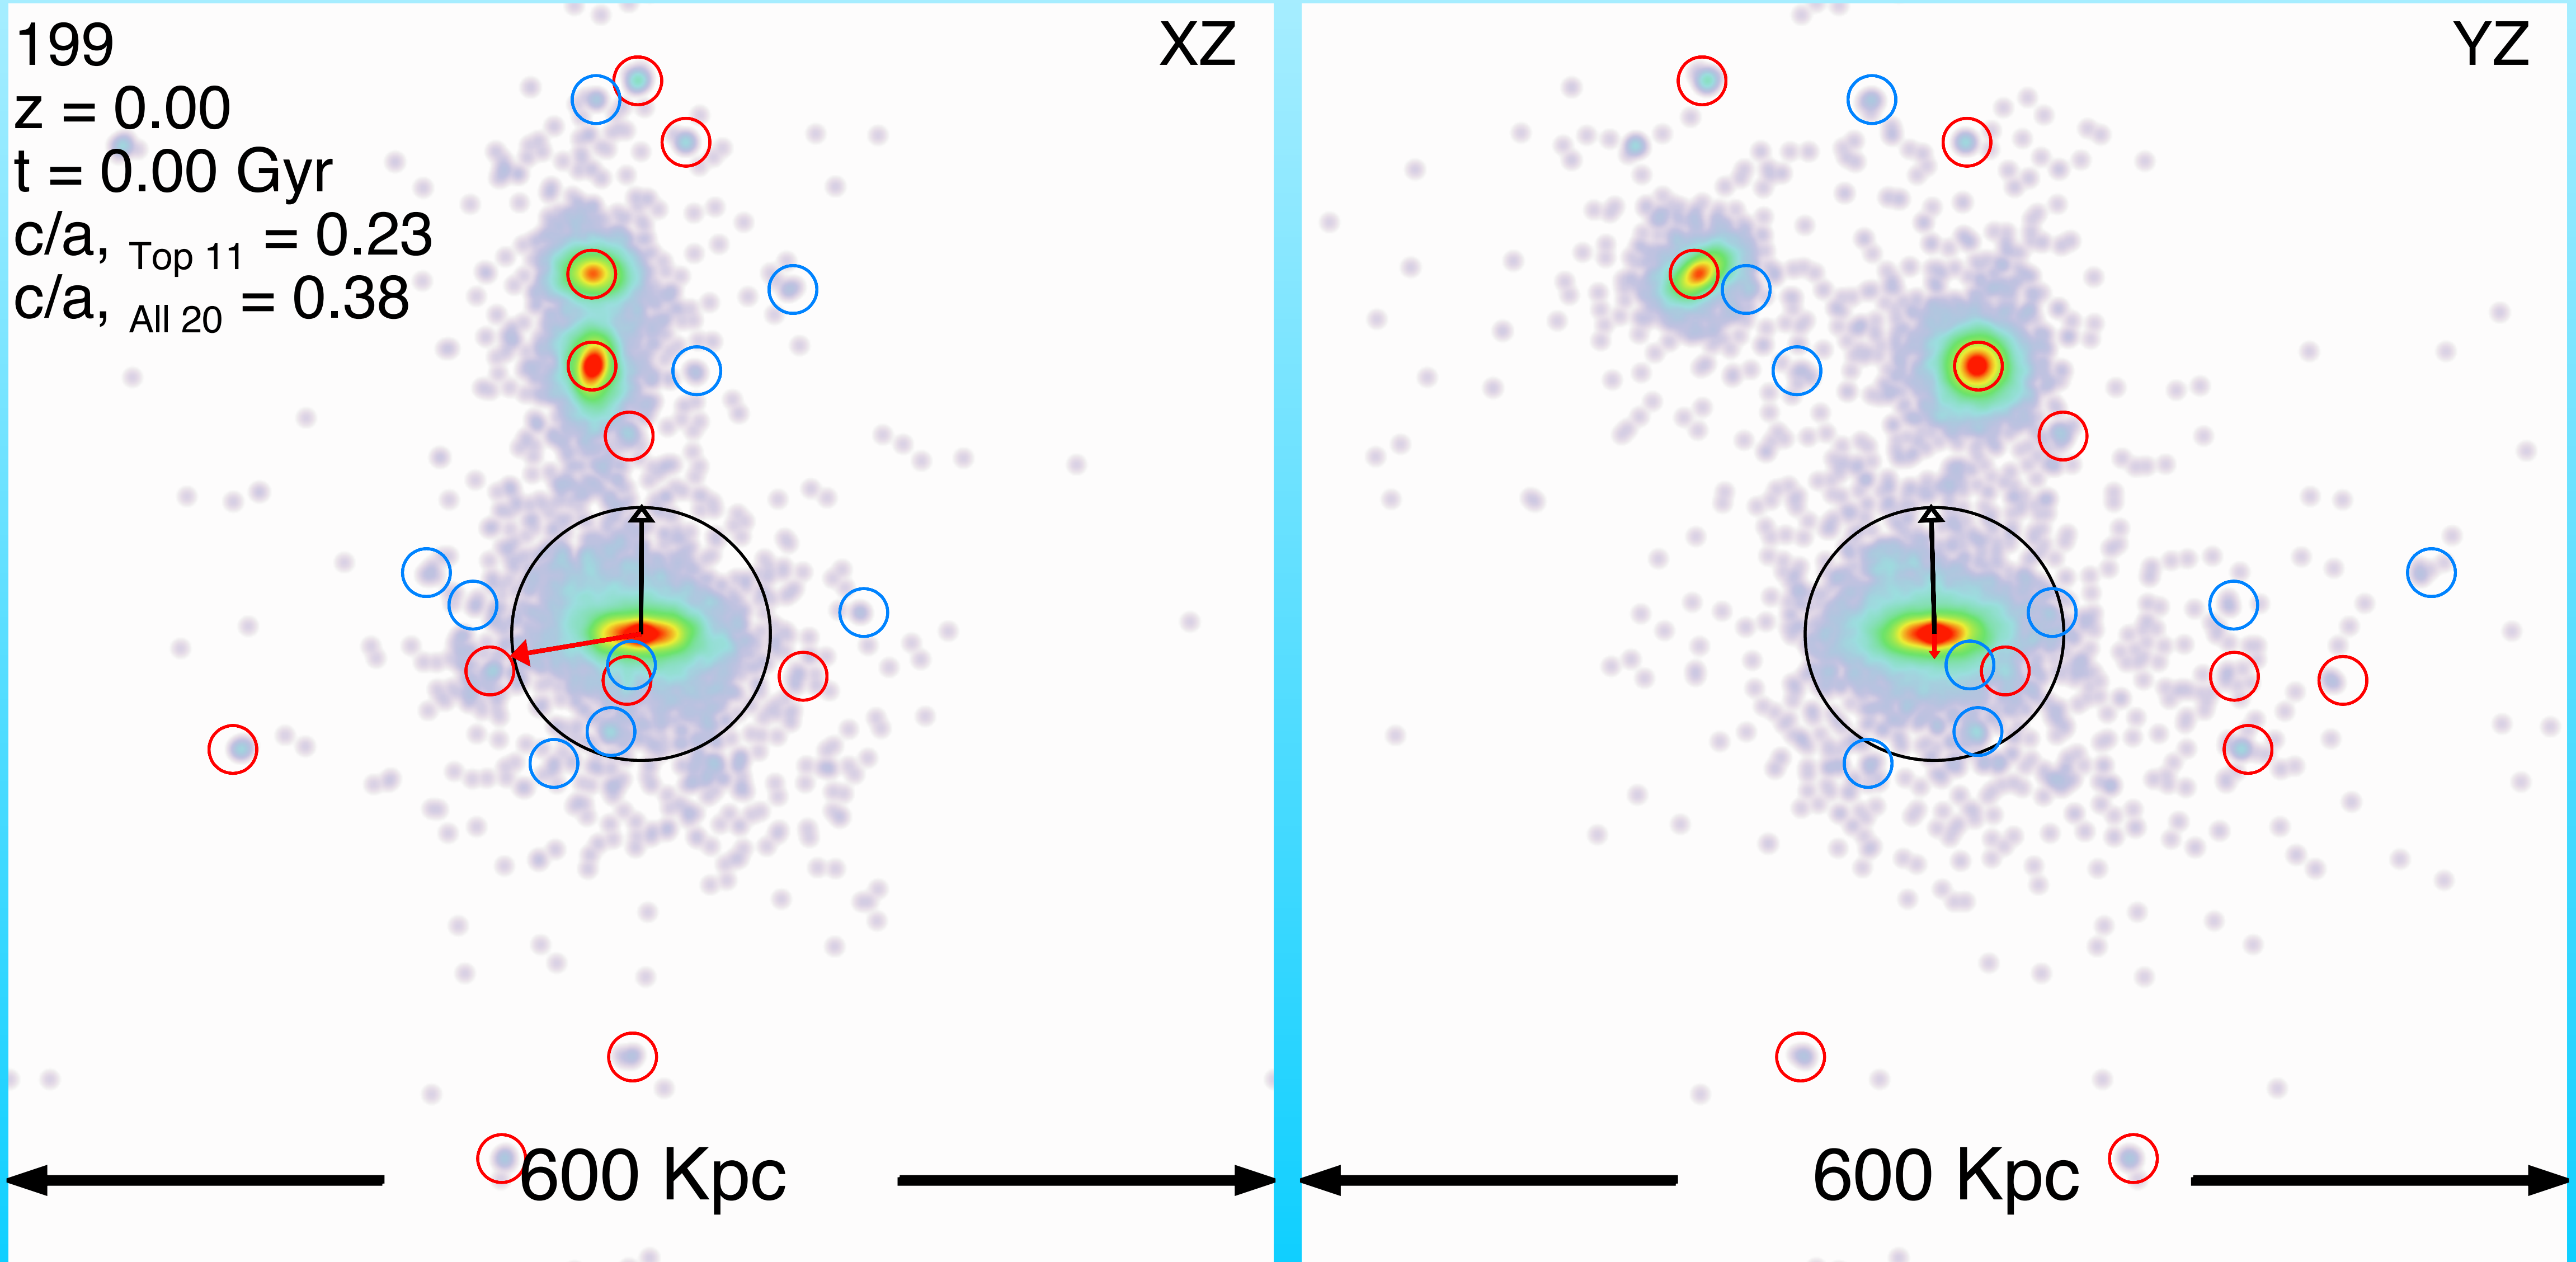 199
z = 0.00
t = 0.00 Gyr
c/a, Top 11 = 0.23
c/a, All 20 = 0.38
XZ
600 Kpc
YZ
600 Kpc